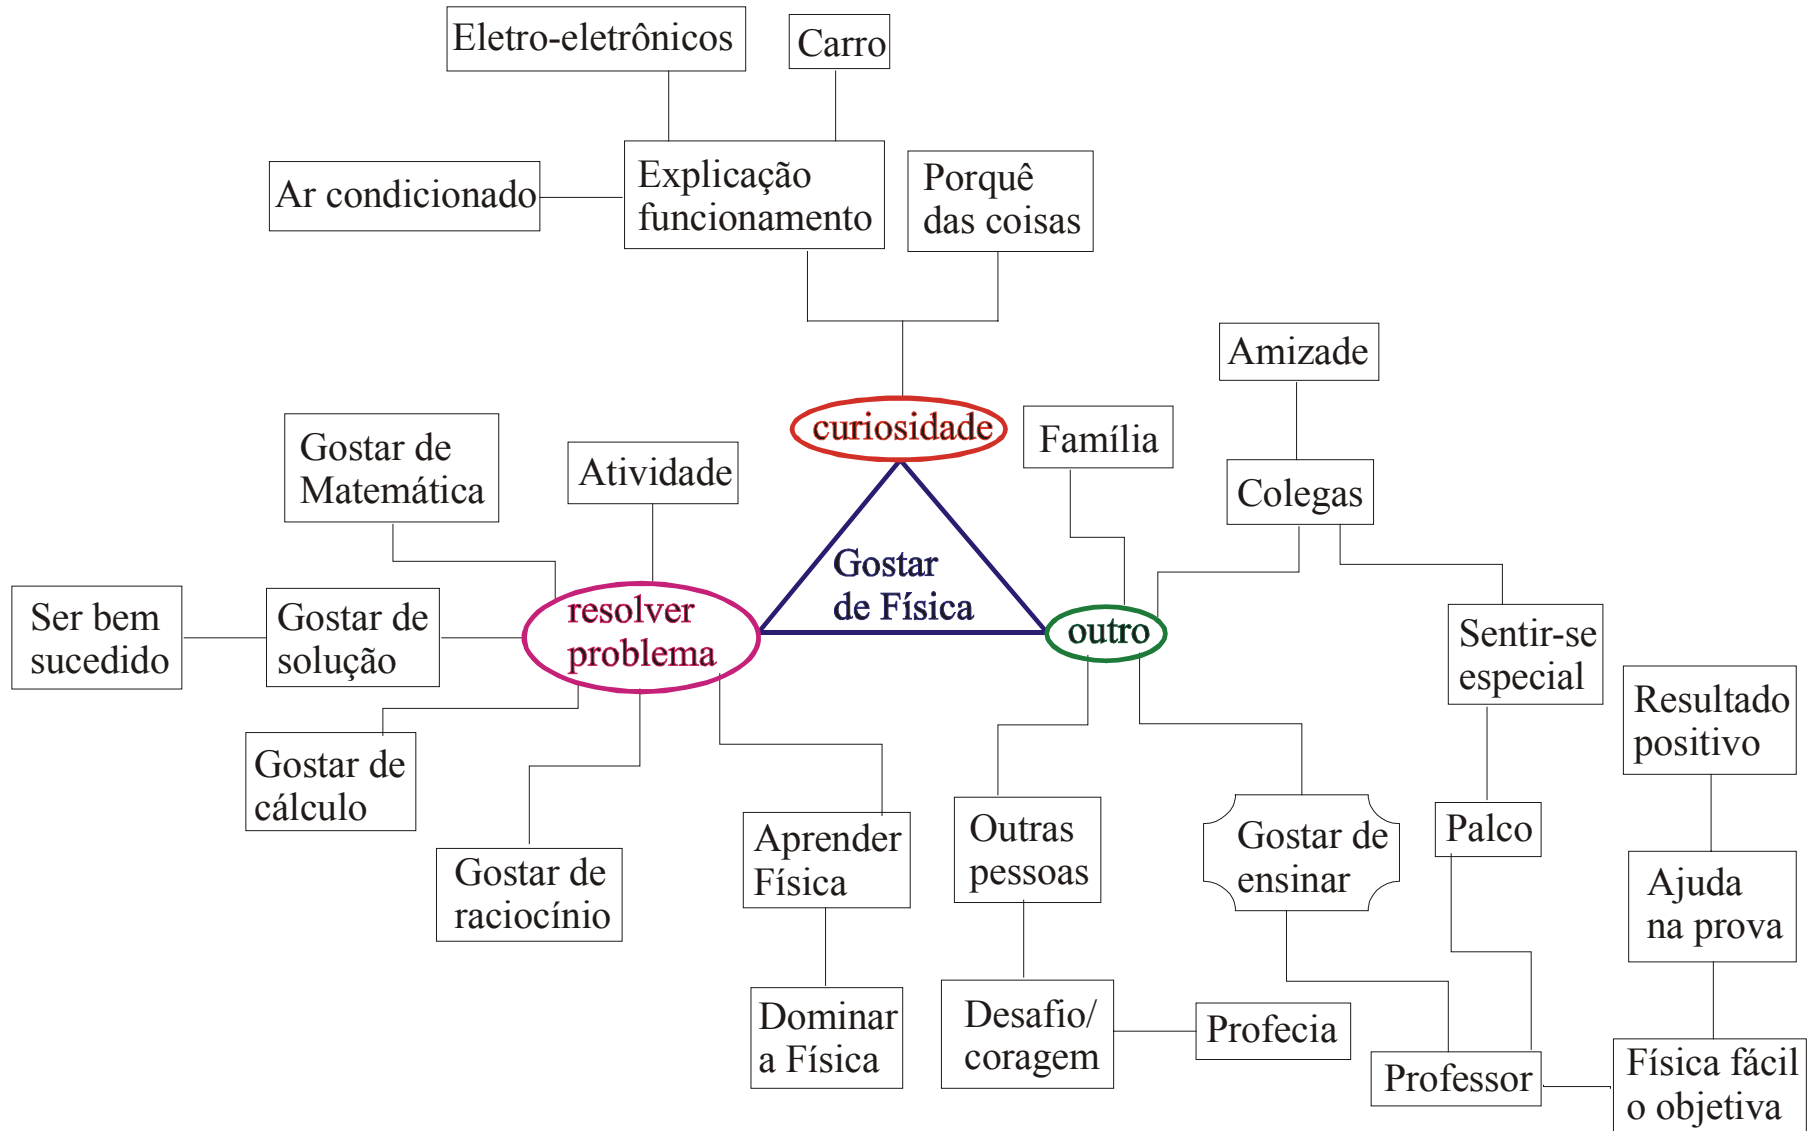 Eletro-eletrônicos
Carro
Ar condicionado
Explicação
funcionamento
Porquê
das coisas
Amizade
curiosidade
Família
Gostar de
Matemática
Atividade
Colegas
Gostar
de Física
Ser bem
sucedido
Gostar de
solução
resolver
problema
outro
Sentir-se
especial
Resultado
positivo
Gostar de
cálculo
Gostar de
raciocínio
Aprender
Física
Outras
pessoas
Gostar de
ensinar
Palco
Ajuda
na prova
Dominar
a Física
Desafio/
coragem
Profecia
Professor
Física fácil
o objetiva